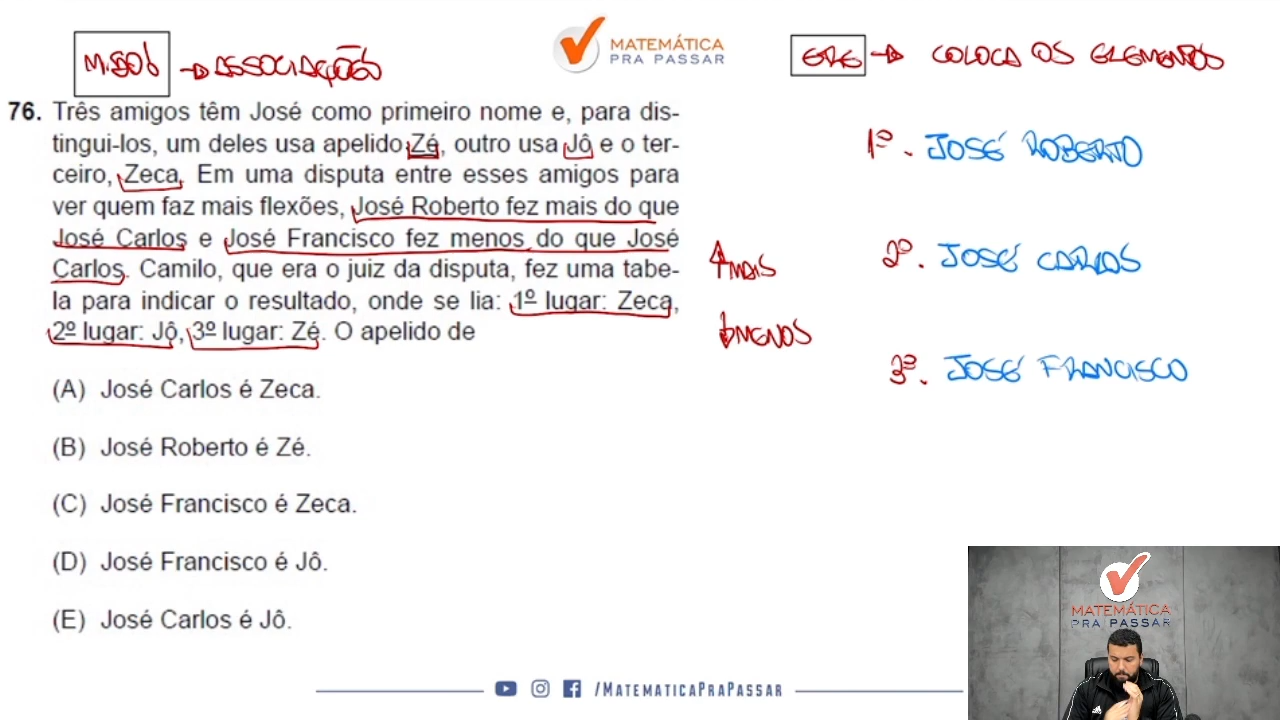 MATEMÁTICA
PRA PASSAR
→ ASSOCIAÇÕES
→ COLOCA OS ELEMENTOS
76. Três amigos têm José como primeiro nome e, para dis-
tingui-los, um deles usa apelido Zé, outro usa Jô e o ter-
ceiro, Zeca. Em uma disputa entre esses amigos para
ver quem faz mais flexões, José Roberto fez mais do que
José Carlos e José Francisco fez menos do que José
Carlos. Camilo, que era o juiz da disputa, fez uma tabe-
la para indicar o resultado, onde se lia: 1º lugar: Zeca,
2º lugar: Jô, 3º lugar: Zé. O apelido de
(A) José Carlos é Zeca.
(B) José Roberto é Zé.
(C) José Francisco é Zeca.
(D) José Francisco é Jô.
(E) José Carlos é Jô.
MAIS
MENOS
1º. JOSÉ ROBERTO
2º. JOSÉ CARLOS
3º. JOSÉ FRANCISCO
MATEMÁTICA
PRA PASSAR
/MATEMATICAPRAPASSAR